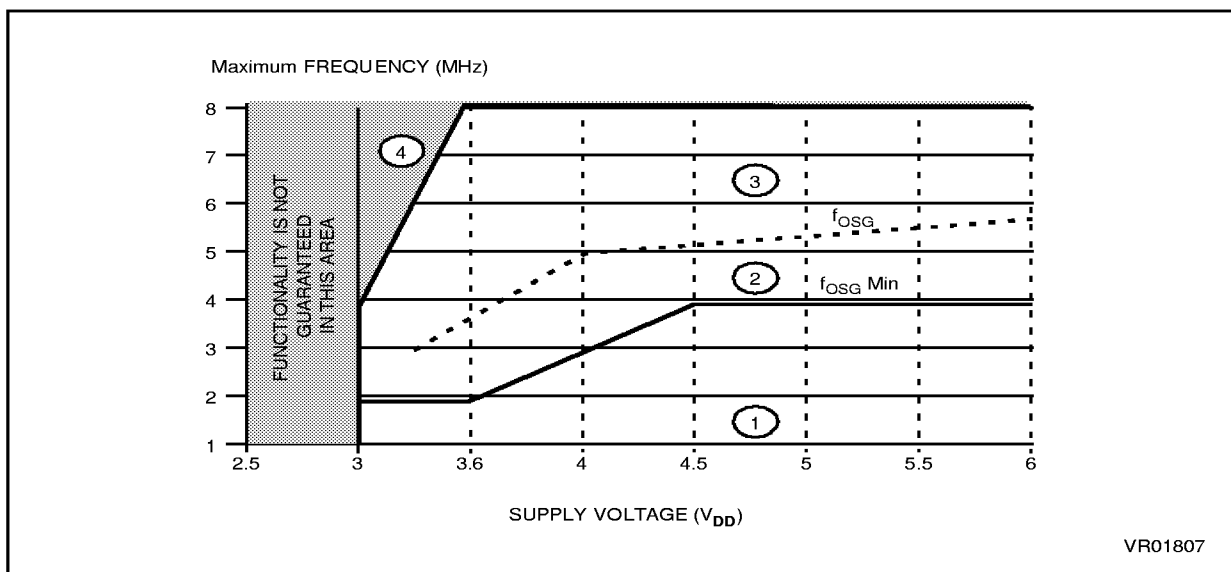 Maximum FREQUENCY (MHz)
8
7
6
5
4
3
2
1
FUNCTIONALITY IS NOT
GUARANTEED
IN THIS AREA
4
3
fOSG
2
fOSG Min
1
2.5 3 3.6 4 4.5 5 5.5 6
SUPPLY VOLTAGE (VDD)
VR01807